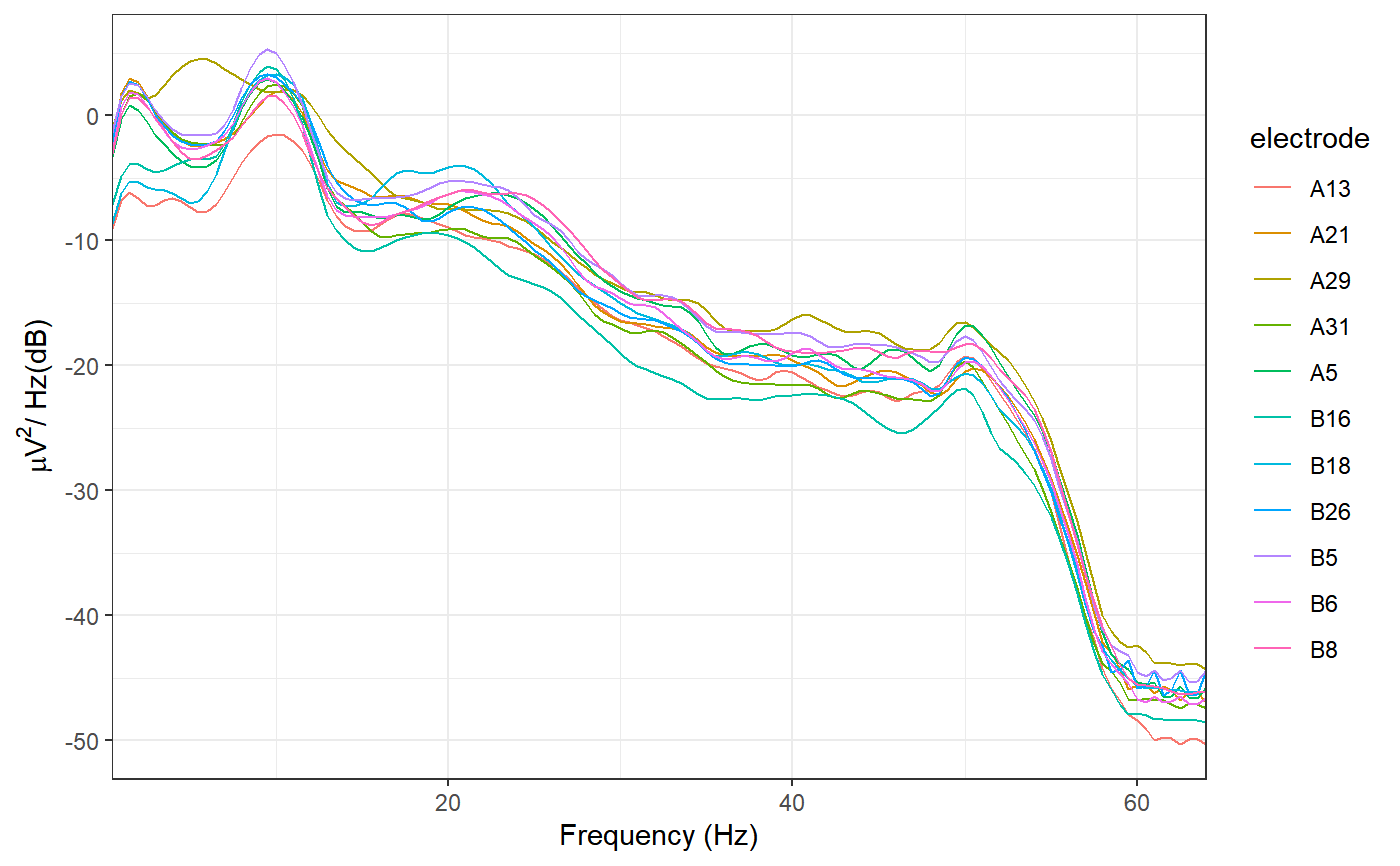 0
-10
-20
-30
-40
-50
μV²/ Hz(dB)
20 40 60
Frequency (Hz)
electrode
A13
A21
A29
A31
A5
B16
B18
B26
B5
B6
B8